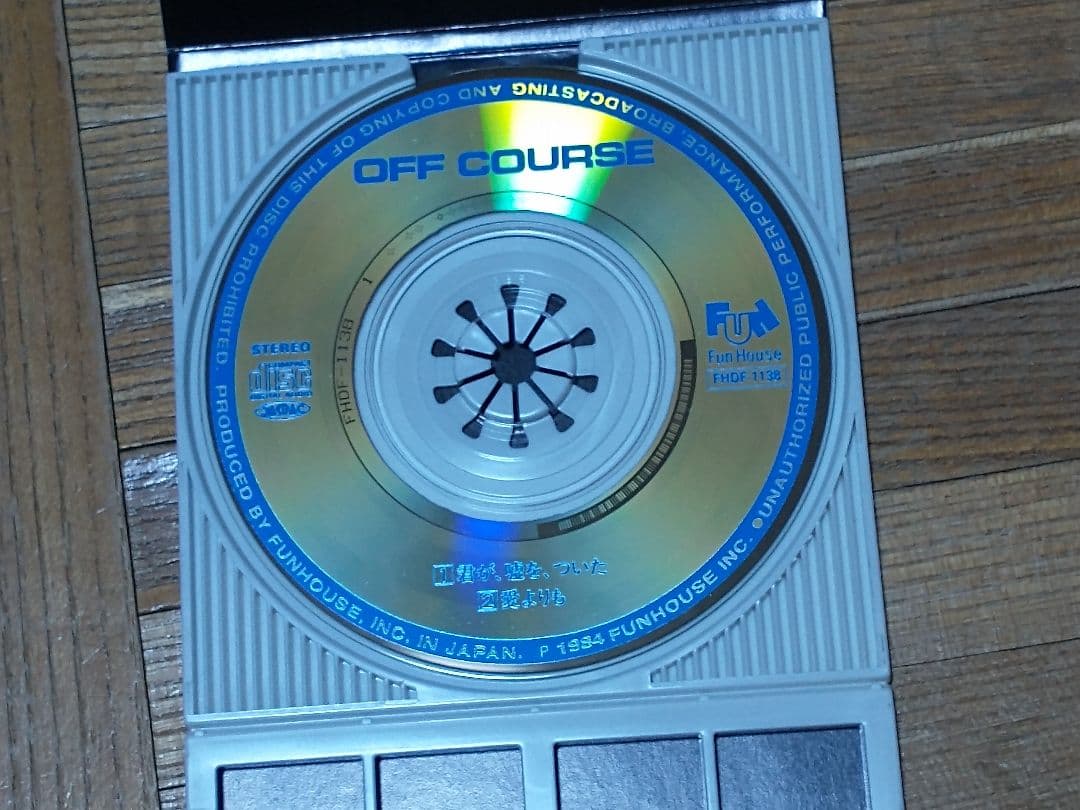 OFF COURSE
Fun
Fun House
FHDF-1138
STEREO
COMPACT
disc
DIGITAL AUDIO
JASRAC
FHDF-1138 1
1 君が、嘘を、ついた
2 愛よりも
●UNAUTHORIZED PUBLIC PERFORMANCE, BROADCASTING AND COPYING OF THIS DISC PROHIBITED. PRODUCED BY FUNHOUSE, INC. IN JAPAN. P 1984 FUNHOUSE INC.